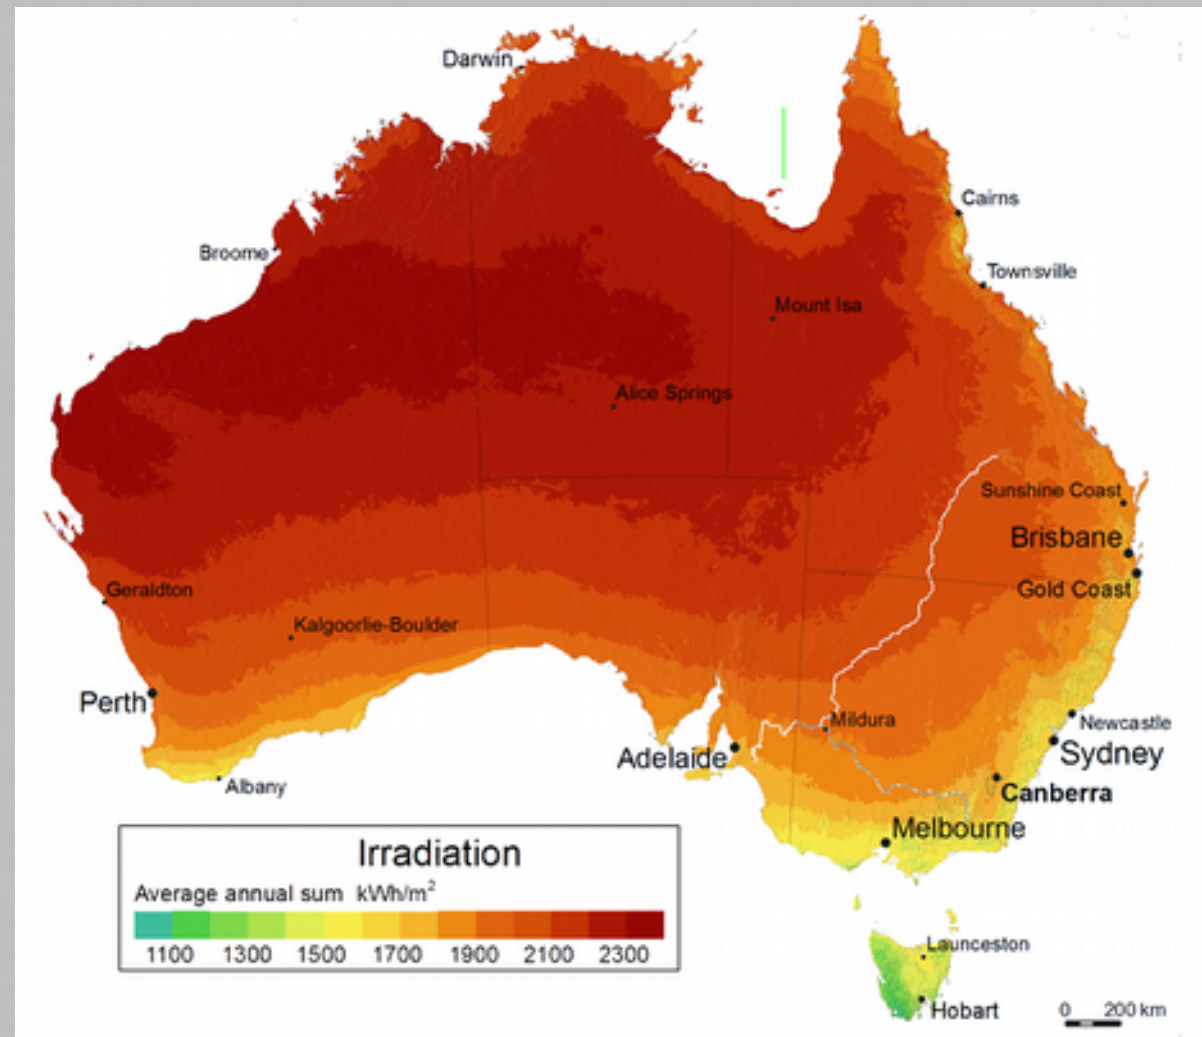 Darwin
Cairns
Broome
Townsville
Mount Isa
Alice Springs
Sunshine Coast
Brisbane
Geraldton
Gold Coast
Kalgoorlie-Boulder
Perth
Mildura
Newcastle
Adelaide
Sydney
Albany
Canberra
Melbourne
Irradiation
Average annual sum kWh/m²
1100 1300 1500 1700 1900 2100 2300
Launceston
Hobart
0 200 km